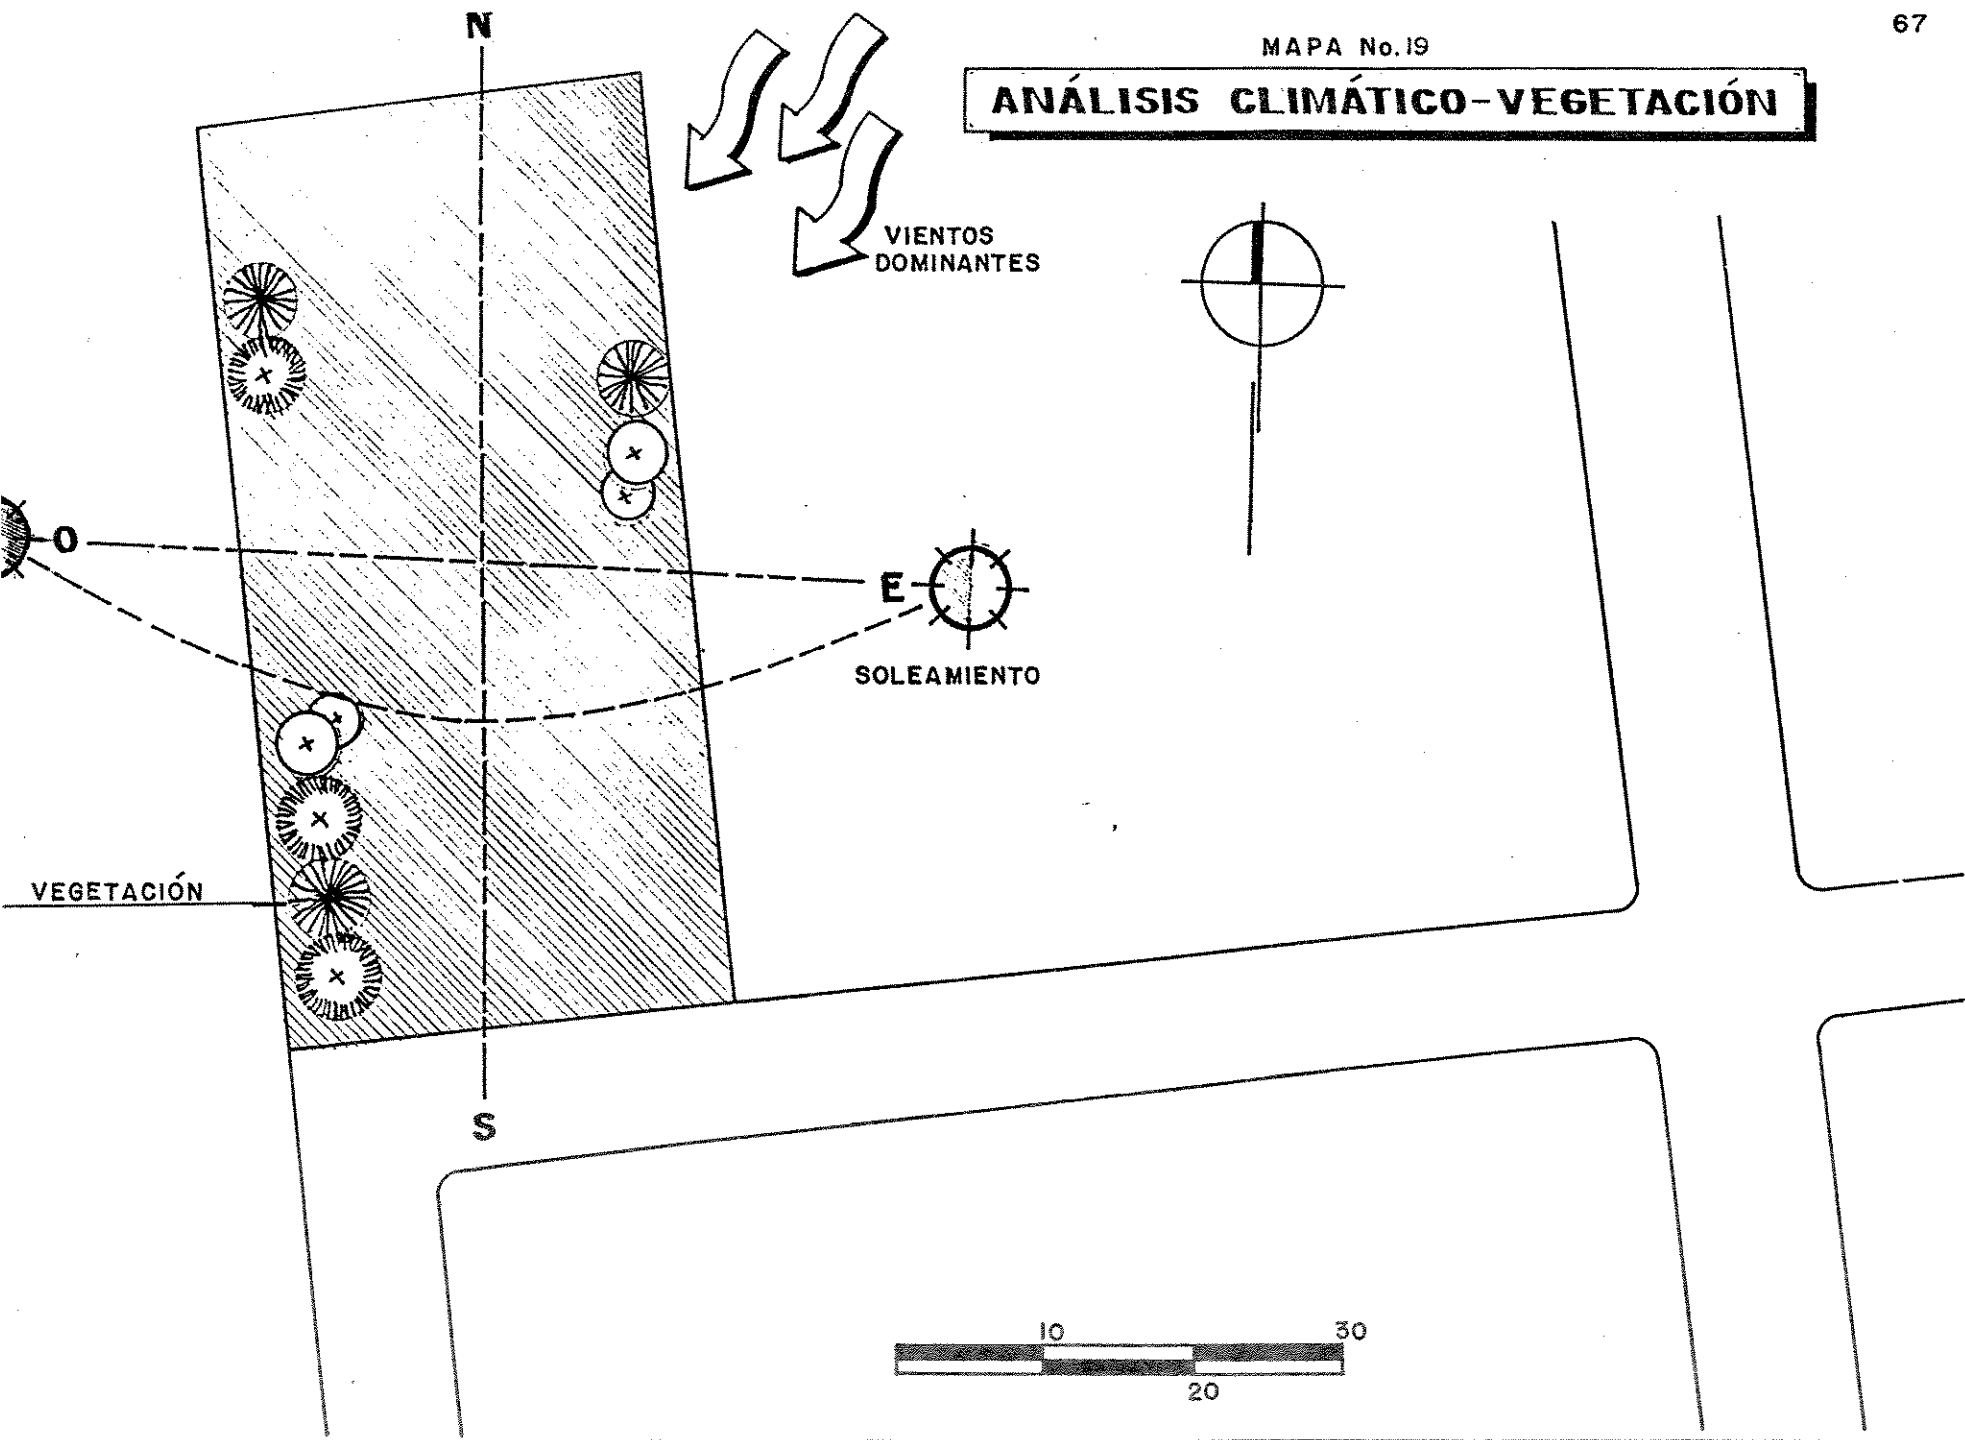 67
MAPA No. 19
ANÁLISIS CLIMÁTICO-VEGETACIÓN
N
VIENTOS
DOMINANTES
O
E
SOLEAMIENTO
VEGETACIÓN
S
10
30
20